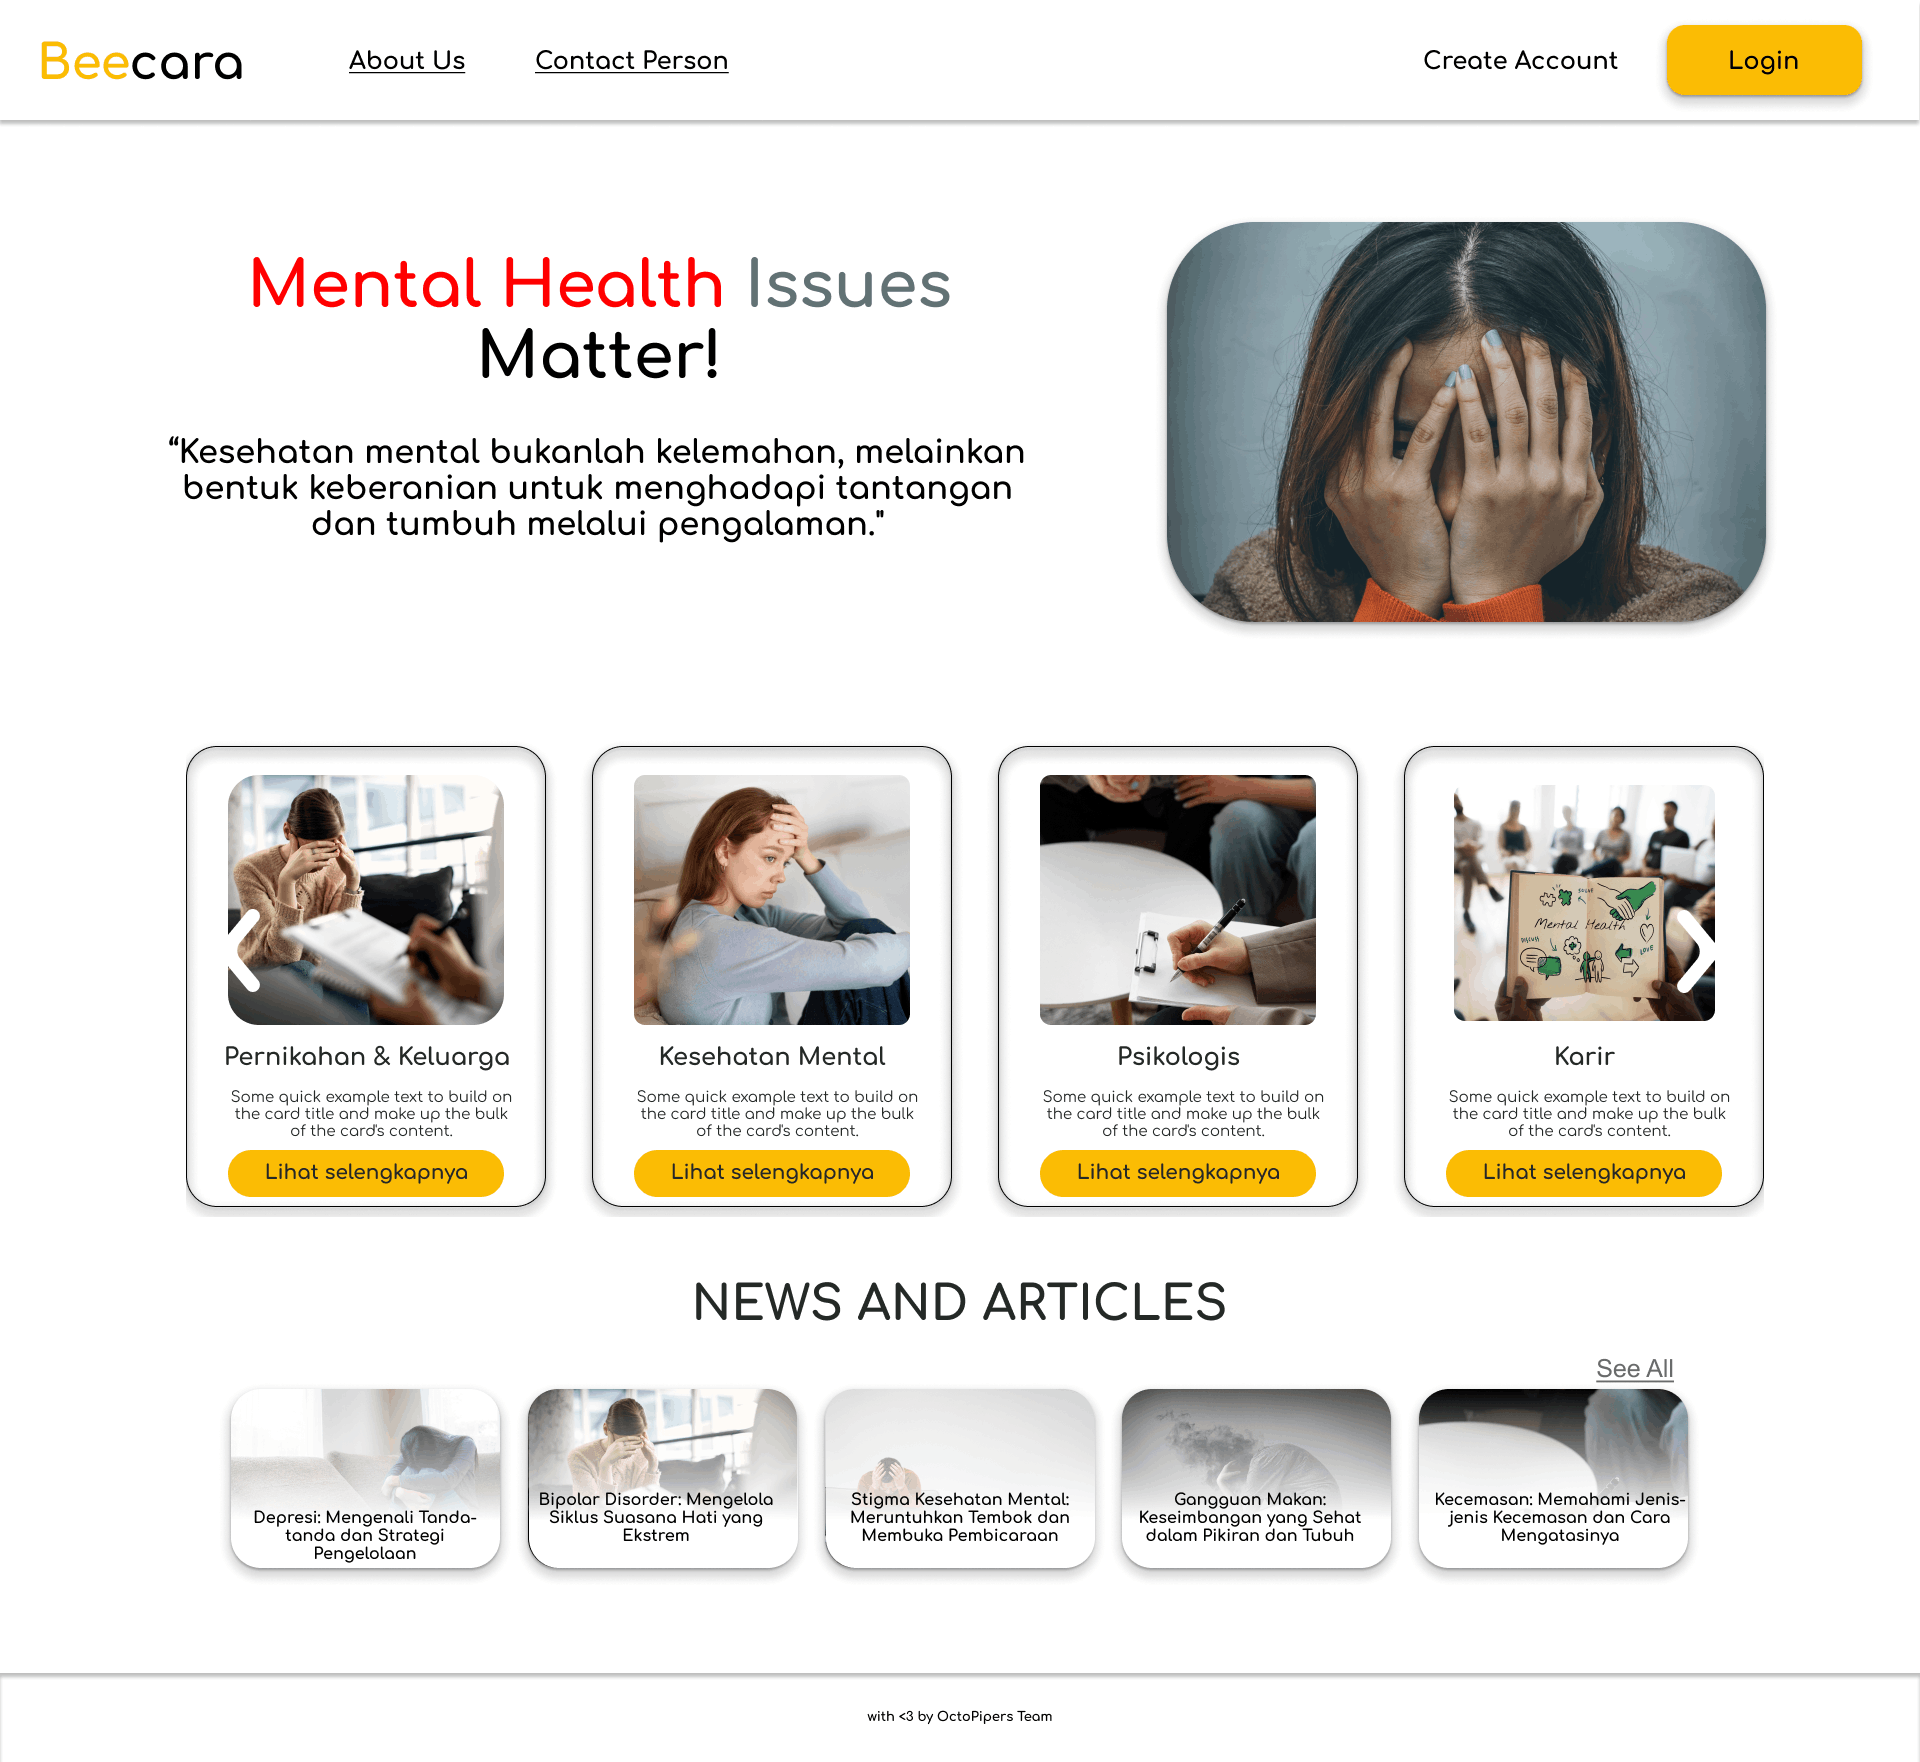 Beecara
About Us
Contact Person
Create Account
Login
Mental Health Issues
Matter!
“Kesehatan mental bukanlah kelemahan, melainkan
bentuk keberanian untuk menghadapi tantangan
dan tumbuh melalui pengalaman."
Mental Health
DISCUSS
LOVE
Pernikahan & Keluarga
Some quick example text to build on
the card title and make up the bulk
of the card's content.
Lihat selengkapnya
Kesehatan Mental
Some quick example text to build on
the card title and make up the bulk
of the card's content.
Lihat selengkapnya
Psikologis
Some quick example text to build on
the card title and make up the bulk
of the card's content.
Lihat selengkapnya
Karir
Some quick example text to build on
the card title and make up the bulk
of the card's content.
Lihat selengkapnya
NEWS AND ARTICLES
See All
Depresi: Mengenali Tanda-
tanda dan Strategi
Pengelolaan
Bipolar Disorder: Mengelola
Siklus Suasana Hati yang
Ekstrem
Stigma Kesehatan Mental:
Meruntuhkan Tembok dan
Membuka Pembicaraan
Gangguan Makan:
Keseimbangan yang Sehat
dalam Pikiran dan Tubuh
Kecemasan: Memahami Jenis-
jenis Kecemasan dan Cara
Mengatasinya
with <3 by OctoPipers Team